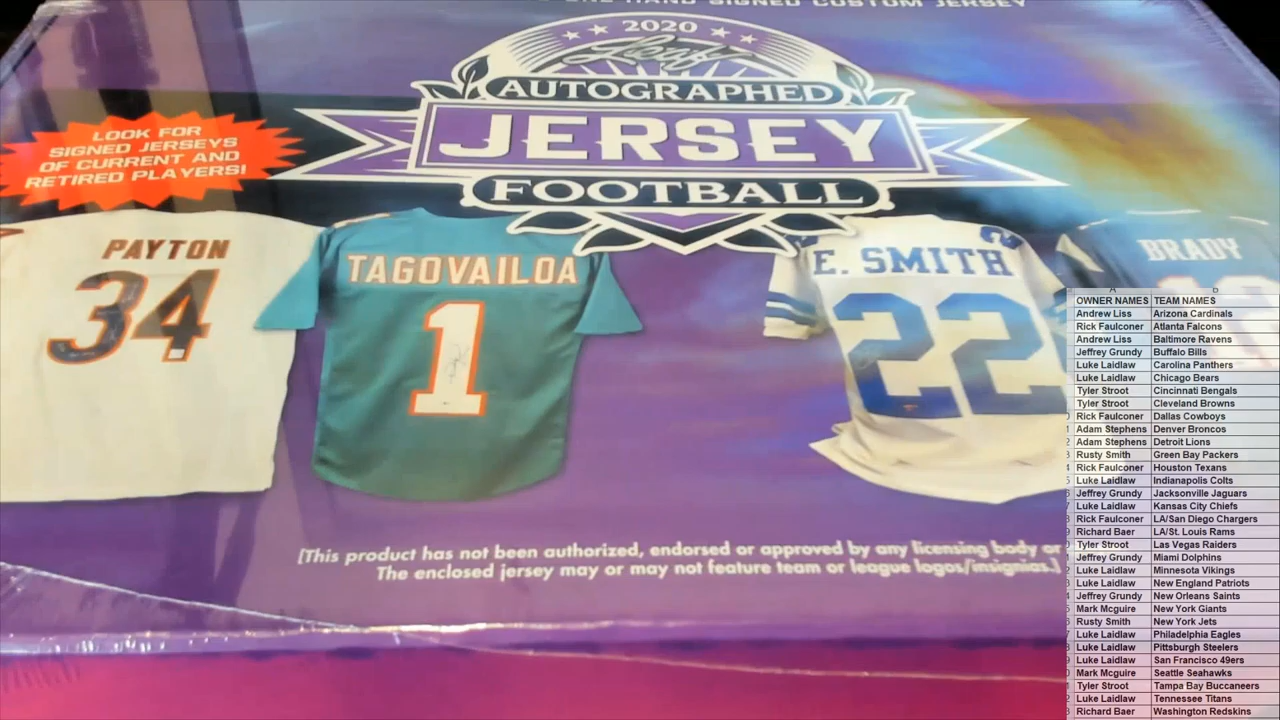 HAND SIGNED CUSTOM JERSEY
2020
Leaf
AUTOGRAPHED
JERSEY
FOOTBALL
LOOK FOR
SIGNED JERSEYS
OF CURRENT AND
RETIRED PLAYERS!
PAYTON
34
TAGOVAILOA
1
E. SMITH
22
BRADY
[This product has not been authorized, endorsed or approved by any licensing body or
The enclosed jersey may or may not feature team or league logos/insignias.]
A B
OWNER NAMES TEAM NAMES
Andrew Liss Arizona Cardinals
Rick Faulconer Atlanta Falcons
Andrew Liss Baltimore Ravens
Jeffrey Grundy Buffalo Bills
Luke Laidlaw Carolina Panthers
Luke Laidlaw Chicago Bears
Tyler Stroot Cincinnati Bengals
Tyler Stroot Cleveland Browns
Rick Faulconer Dallas Cowboys
Adam Stephens Denver Broncos
Adam Stephens Detroit Lions
Rusty Smith Green Bay Packers
Rick Faulconer Houston Texans
Luke Laidlaw Indianapolis Colts
Jeffrey Grundy Jacksonville Jaguars
Luke Laidlaw Kansas City Chiefs
Rick Faulconer LA/San Diego Chargers
Richard Baer LA/St. Louis Rams
Tyler Stroot Las Vegas Raiders
Jeffrey Grundy Miami Dolphins
Luke Laidlaw Minnesota Vikings
Luke Laidlaw New England Patriots
Jeffrey Grundy New Orleans Saints
Mark Mcguire New York Giants
Rusty Smith New York Jets
Luke Laidlaw Philadelphia Eagles
Luke Laidlaw Pittsburgh Steelers
Luke Laidlaw San Francisco 49ers
Mark Mcguire Seattle Seahawks
Tyler Stroot Tampa Bay Buccaneers
Luke Laidlaw Tennessee Titans
Richard Baer Washington Redskins